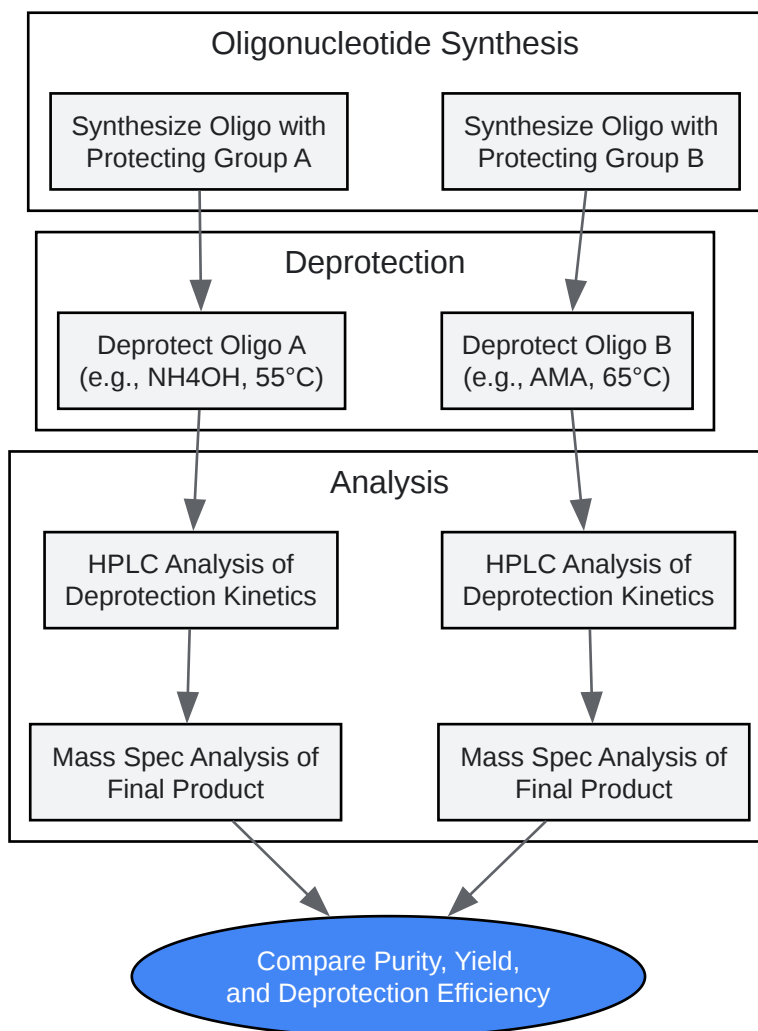 Oligonucleotide Synthesis
Synthesize Oligo with
Protecting Group A
Synthesize Oligo with
Protecting Group B
Deprotection
Deprotect Oligo A
(e.g., NH4OH, 55°C)
Deprotect Oligo B
(e.g., AMA, 65°C)
Analysis
HPLC Analysis of
Deprotection Kinetics
HPLC Analysis of
Deprotection Kinetics
Mass Spec Analysis of
Final Product
Mass Spec Analysis of
Final Product
Compare Purity, Yield,
and Deprotection Efficiency